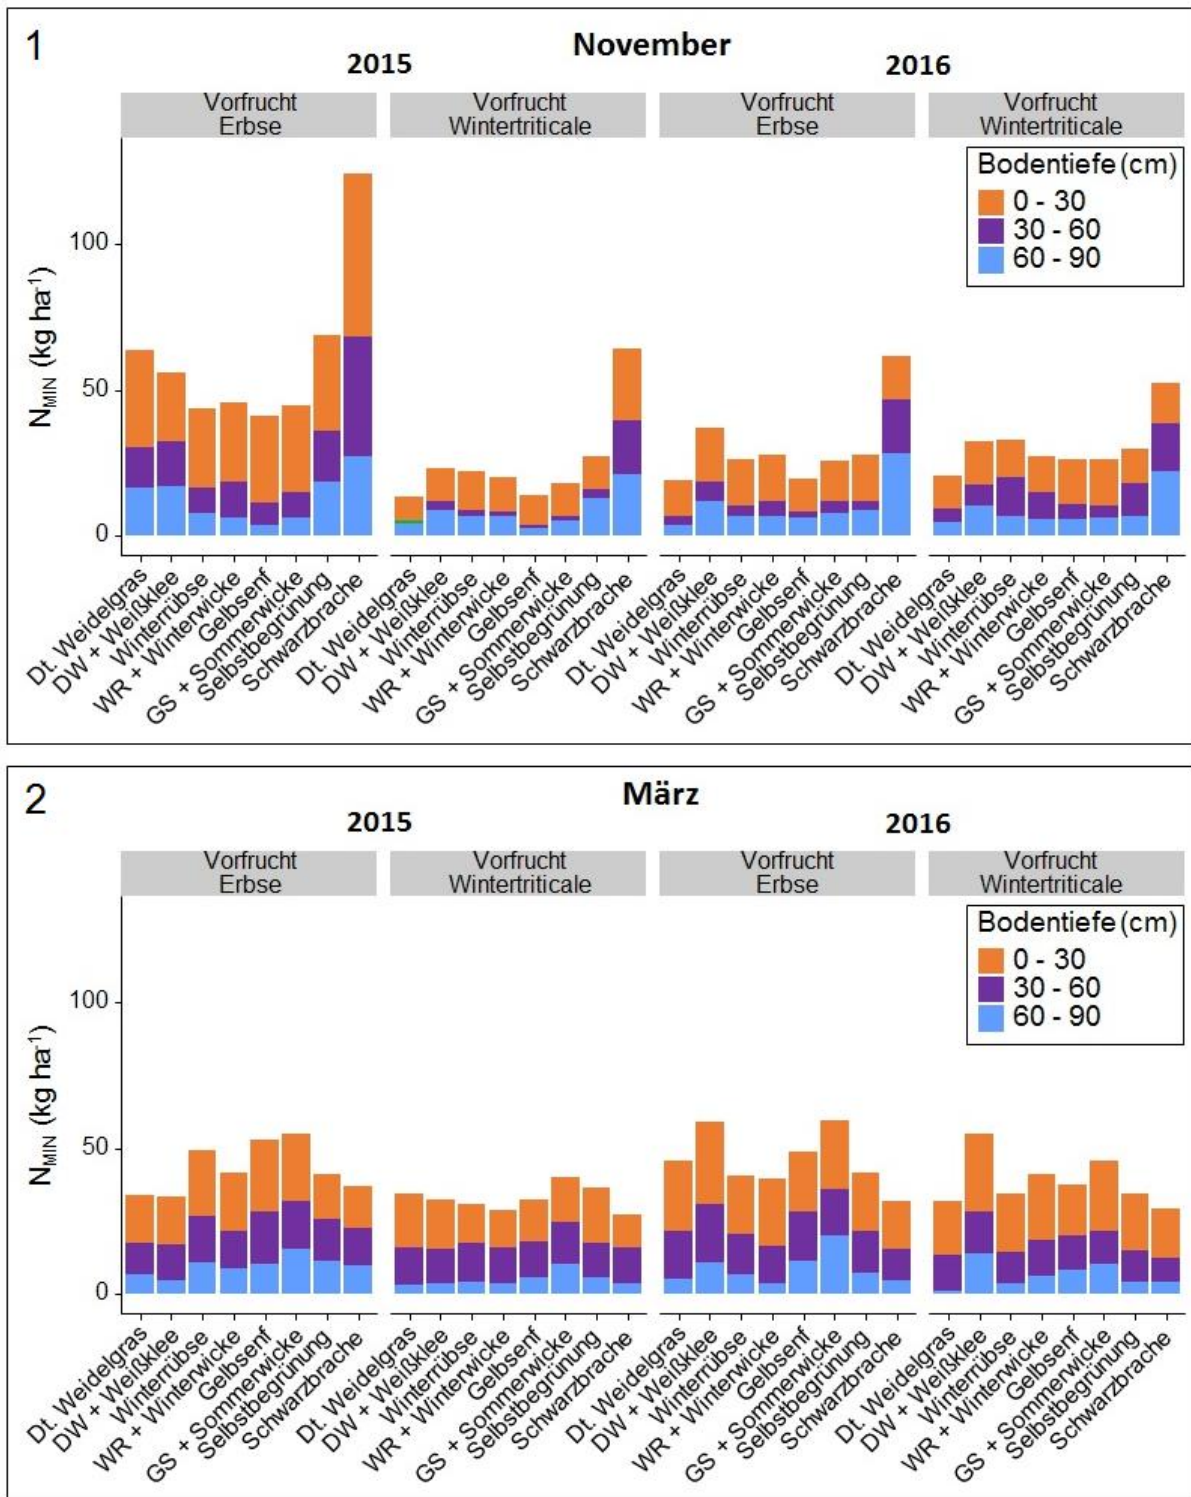 1
November
2015 2016
Vorfrucht Vorfrucht Vorfrucht Vorfrucht
Erbse Wintertriticale Erbse Wintertriticale
Bodentiefe (cm)
0 - 30
30 - 60
60 - 90
N_MIN (kg ha⁻¹)
100
50
0
Dt. Weidelgras
DW + Weißklee
Winterrübse
WR + Winterwicke
Gelbsenf
GS + Sommerwicke
Selbstbegrünung
Schwarzbrache
Dt. Weidelgras
DW + Weißklee
Winterrübse
WR + Winterwicke
Gelbsenf
GS + Sommerwicke
Selbstbegrünung
Schwarzbrache
Dt. Weidelgras
DW + Weißklee
Winterrübse
WR + Winterwicke
Gelbsenf
GS + Sommerwicke
Selbstbegrünung
Schwarzbrache
Dt. Weidelgras
DW + Weißklee
Winterrübse
WR + Winterwicke
Gelbsenf
GS + Sommerwicke
Selbstbegrünung
Schwarzbrache
2
März
2015 2016
Vorfrucht Vorfrucht Vorfrucht Vorfrucht
Erbse Wintertriticale Erbse Wintertriticale
Bodentiefe (cm)
0 - 30
30 - 60
60 - 90
N_MIN (kg ha⁻¹)
100
50
0
Dt. Weidelgras
DW + Weißklee
Winterrübse
WR + Winterwicke
Gelbsenf
GS + Sommerwicke
Selbstbegrünung
Schwarzbrache
Dt. Weidelgras
DW + Weißklee
Winterrübse
WR + Winterwicke
Gelbsenf
GS + Sommerwicke
Selbstbegrünung
Schwarzbrache
Dt. Weidelgras
DW + Weißklee
Winterrübse
WR + Winterwicke
Gelbsenf
GS + Sommerwicke
Selbstbegrünung
Schwarzbrache
Dt. Weidelgras
DW + Weißklee
Winterrübse
WR + Winterwicke
Gelbsenf
GS + Sommerwicke
Selbstbegrünung
Schwarzbrache